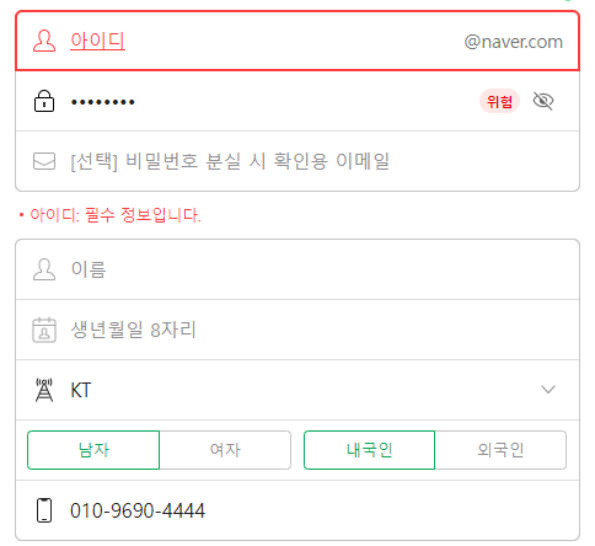 아이디 @naver.com
•••••••• 위험
[선택] 비밀번호 분실 시 확인용 이메일
• 아이디: 필수 정보입니다.
이름
생년월일 8자리
KT
남자 여자 내국인 외국인
010-9690-4444